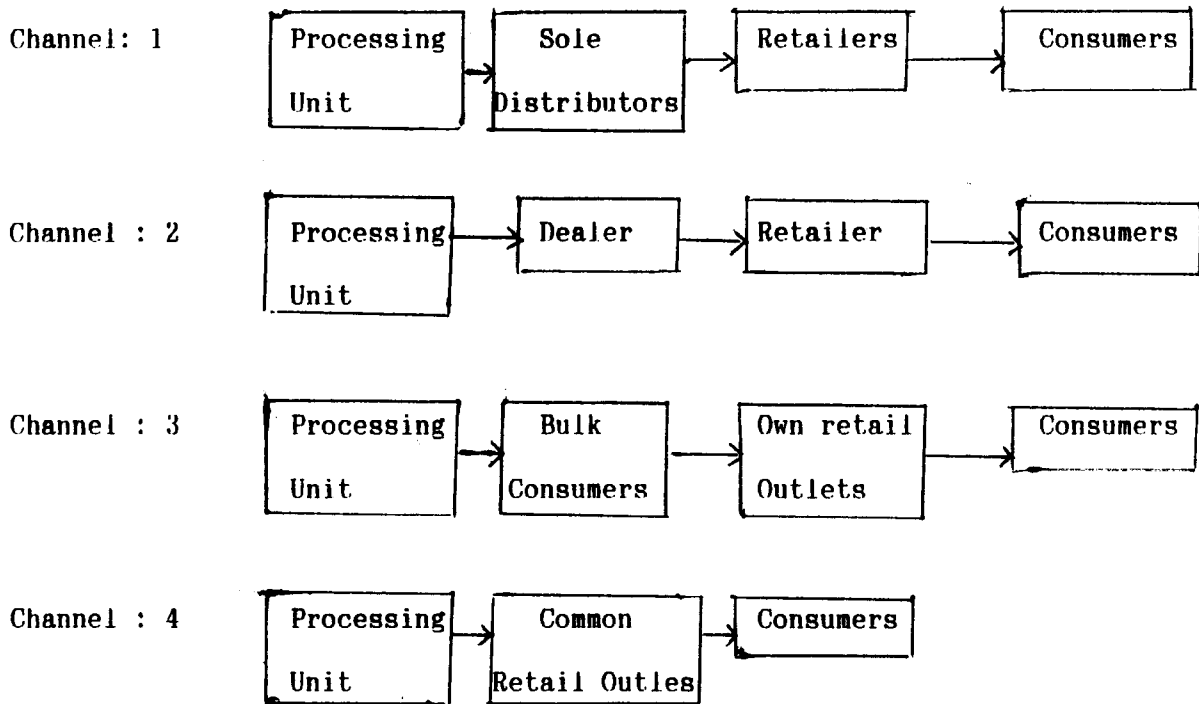 Channel: 1 Processing Sole Retailers Consumers
Unit Distributors
Channel : 2 Processing Dealer Retailer Consumers
Unit
Channel : 3 Processing Bulk Own retail Consumers
Unit Consumers Outlets
Channel : 4 Processing Common Consumers
Unit Retail Outles